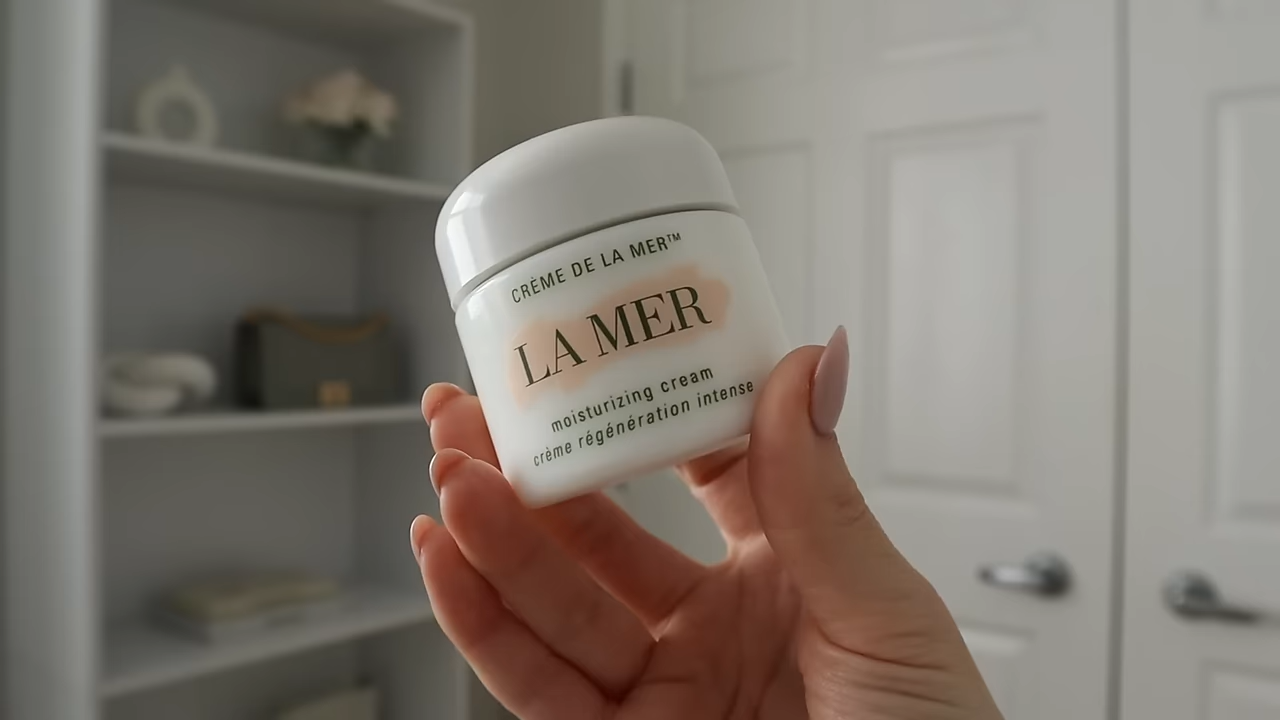 CRÈME DE LA MER™
LA MER
moisturizing cream
crème régénération intense